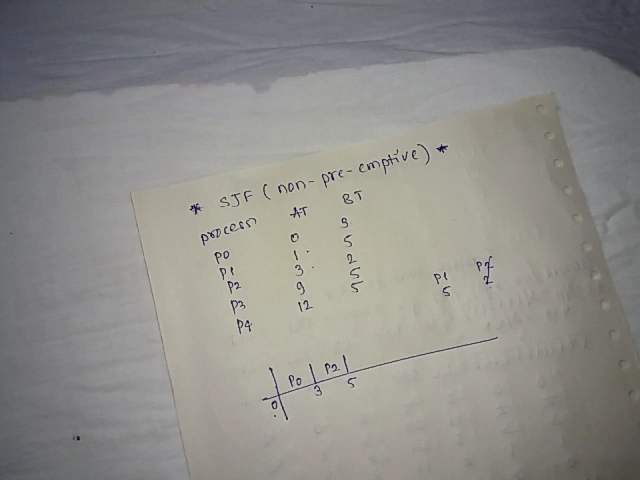 * SJF (non-pre-emptive) *
process AT BT
P0 0 3
P1 1 5
P2 3 2
P3 9 5
P4 12 5
P1 P2
5 2
P0 P2
0 3 5